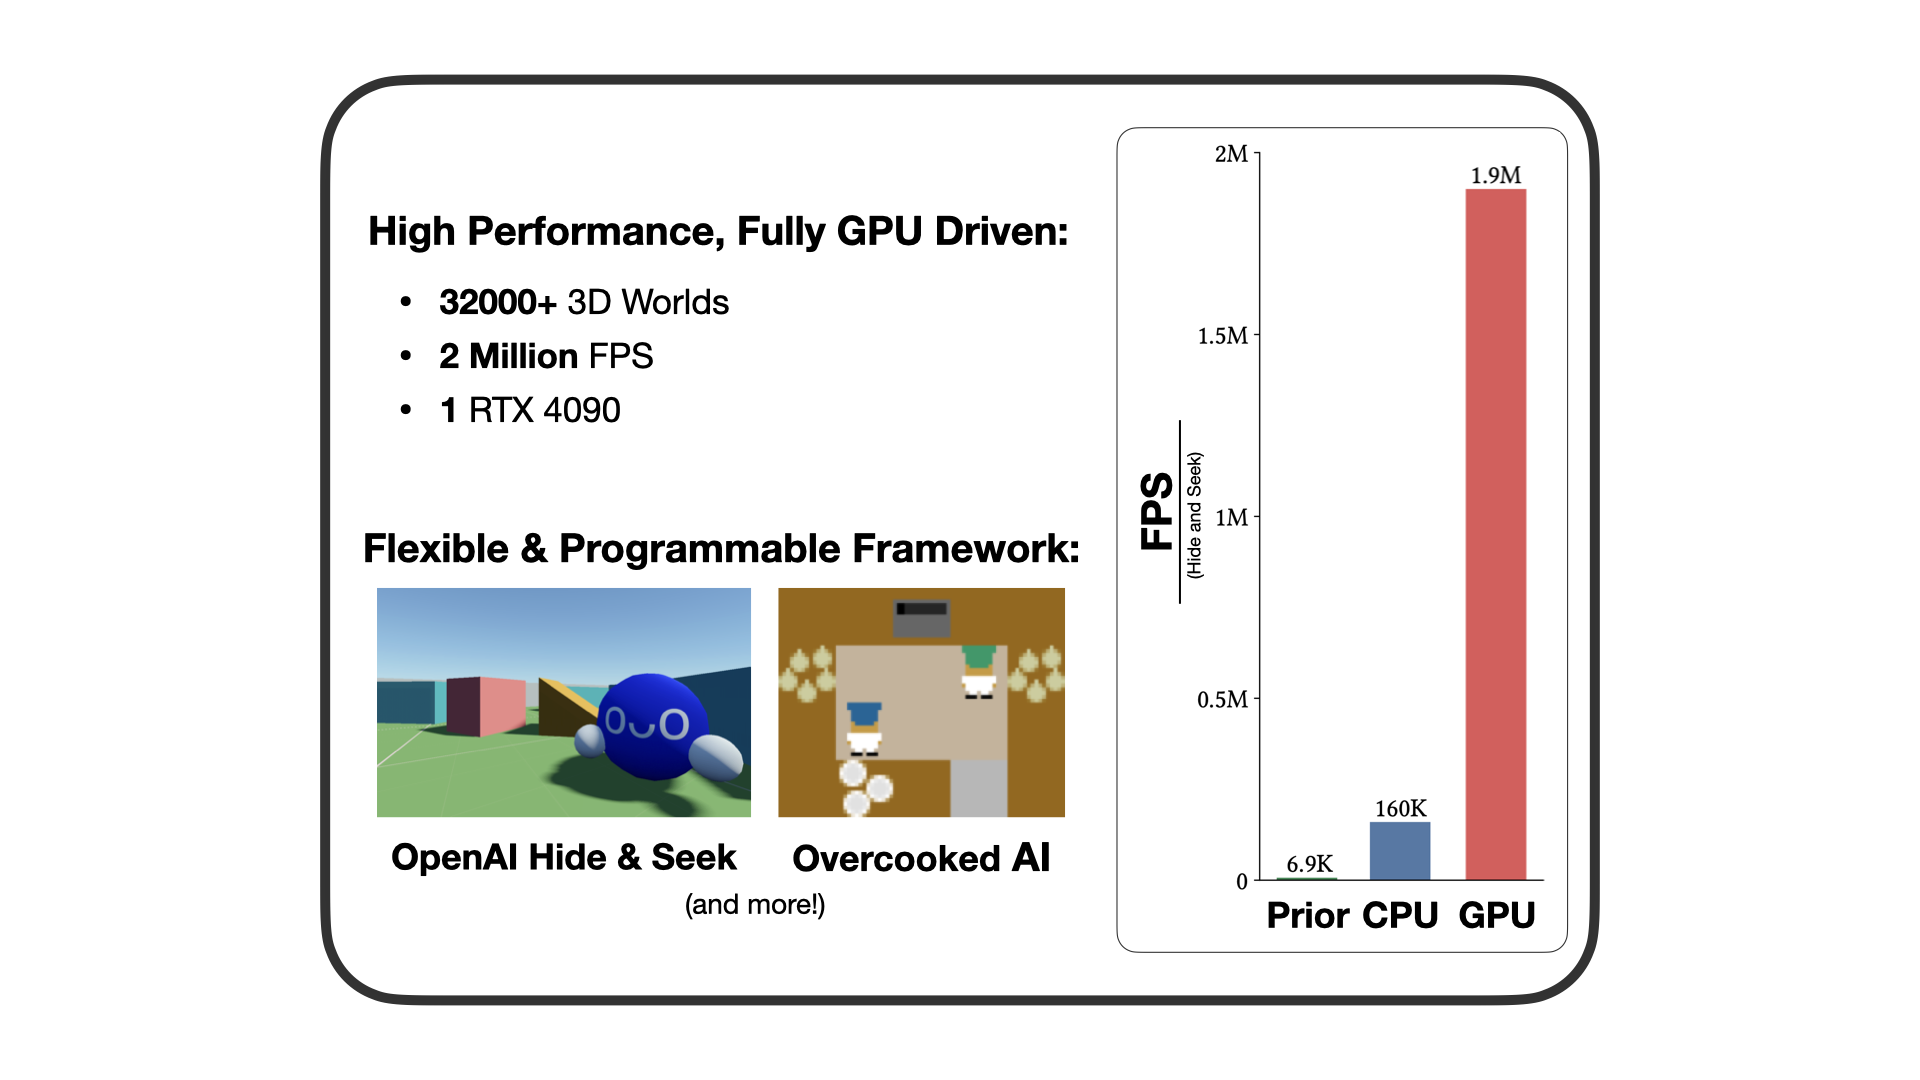 High Performance, Fully GPU Driven:
• 32000+ 3D Worlds
• 2 Million FPS
• 1 RTX 4090
Flexible & Programmable Framework:
OpenAI Hide & Seek
Overcooked AI
(and more!)
FPS
(Hide and Seek)
2M
1.5M
1M
0.5M
0
6.9K
160K
1.9M
Prior CPU GPU